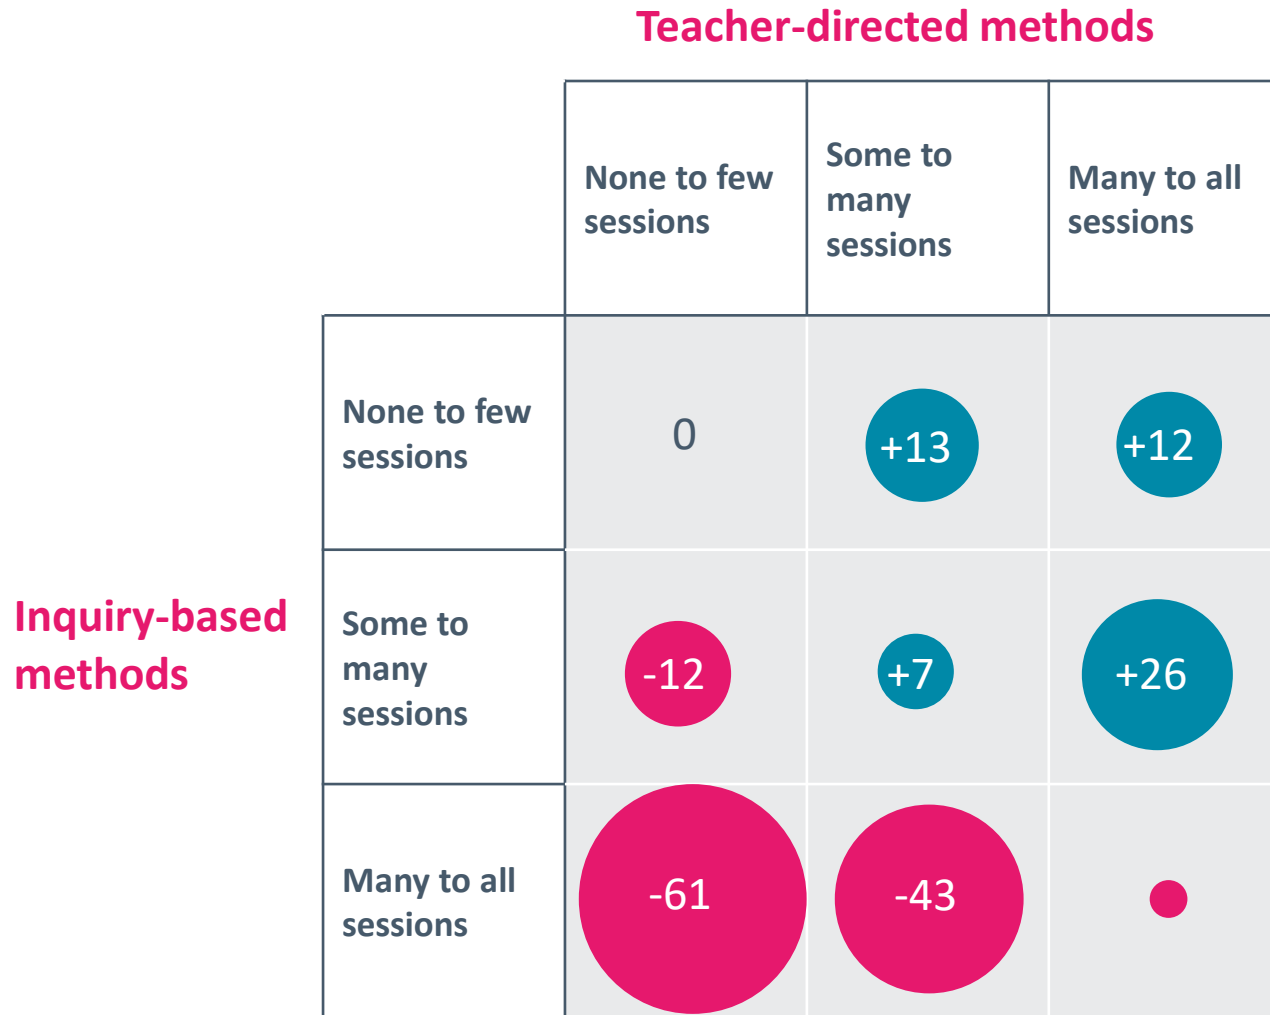 Teacher-directed methods
None to few
sessions
Some to
many
sessions
Many to all
sessions
None to few
sessions
0
+13
+12
Inquiry-based
methods
Some to
many
sessions
-12
+7
+26
Many to all
sessions
-61
-43